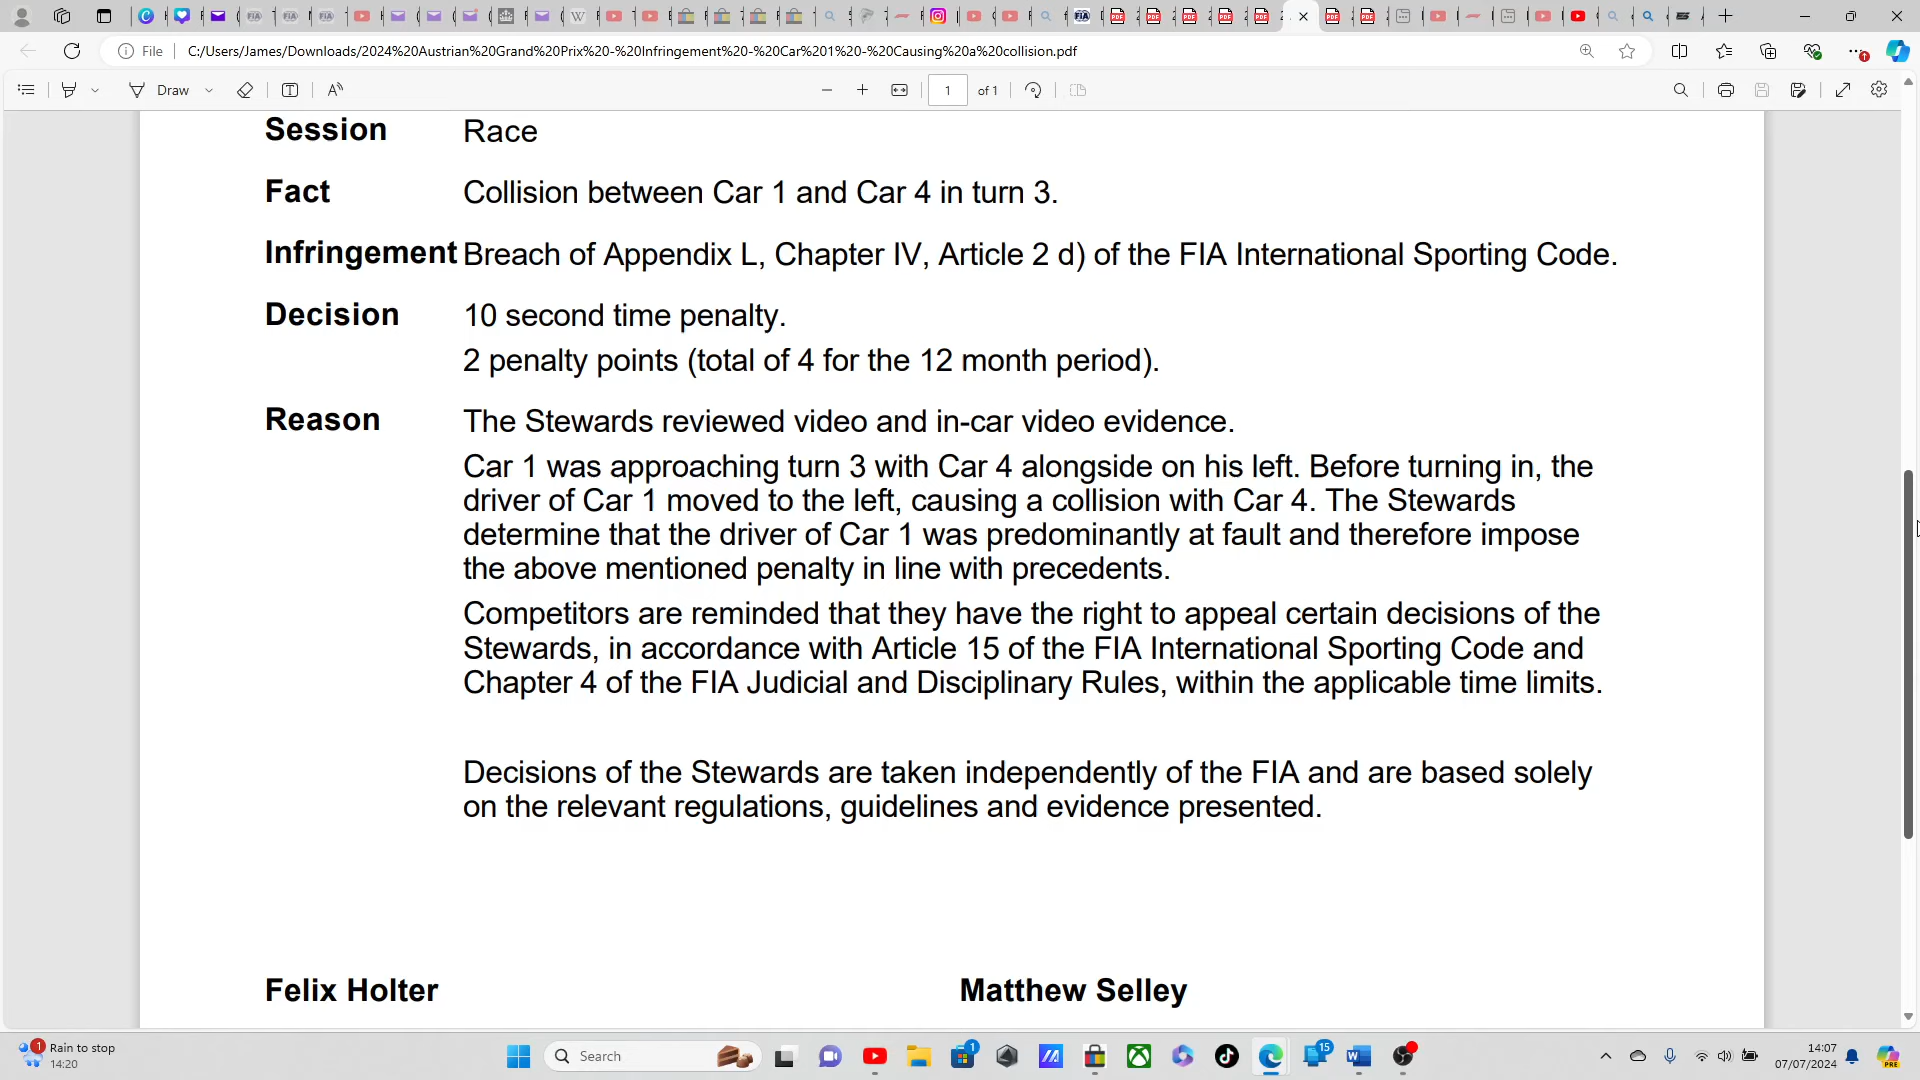 File
C:/Users/James/Downloads/2024%20Austrian%20Grand%20Prix%20-%20Infringement%20-%20Car%201%20-%20Causing%20a%20collision.pdf
Draw
1
of 1
Session Race
Fact Collision between Car 1 and Car 4 in turn 3.
Infringement Breach of Appendix L, Chapter IV, Article 2 d) of the FIA International Sporting Code.
Decision 10 second time penalty.
2 penalty points (total of 4 for the 12 month period).
Reason The Stewards reviewed video and in-car video evidence.
Car 1 was approaching turn 3 with Car 4 alongside on his left. Before turning in, the
driver of Car 1 moved to the left, causing a collision with Car 4. The Stewards
determine that the driver of Car 1 was predominantly at fault and therefore impose
the above mentioned penalty in line with precedents.
Competitors are reminded that they have the right to appeal certain decisions of the
Stewards, in accordance with Article 15 of the FIA International Sporting Code and
Chapter 4 of the FIA Judicial and Disciplinary Rules, within the applicable time limits.
Decisions of the Stewards are taken independently of the FIA and are based solely
on the relevant regulations, guidelines and evidence presented.
Felix Holter
Matthew Selley
1
Rain to stop
14:20
Search
1
15
14:07
07/07/2024
PRE